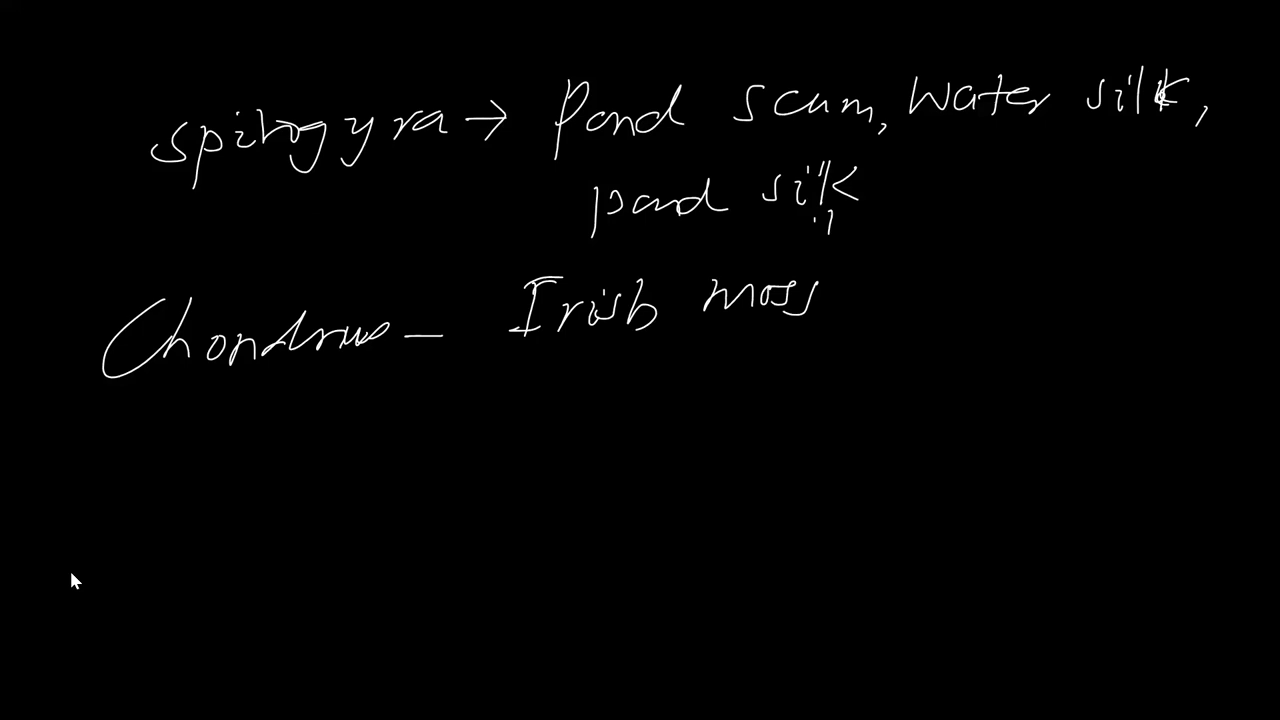 spirogyra → Pond scum, Water silk,
pond silk
Chondrus - Irish moss